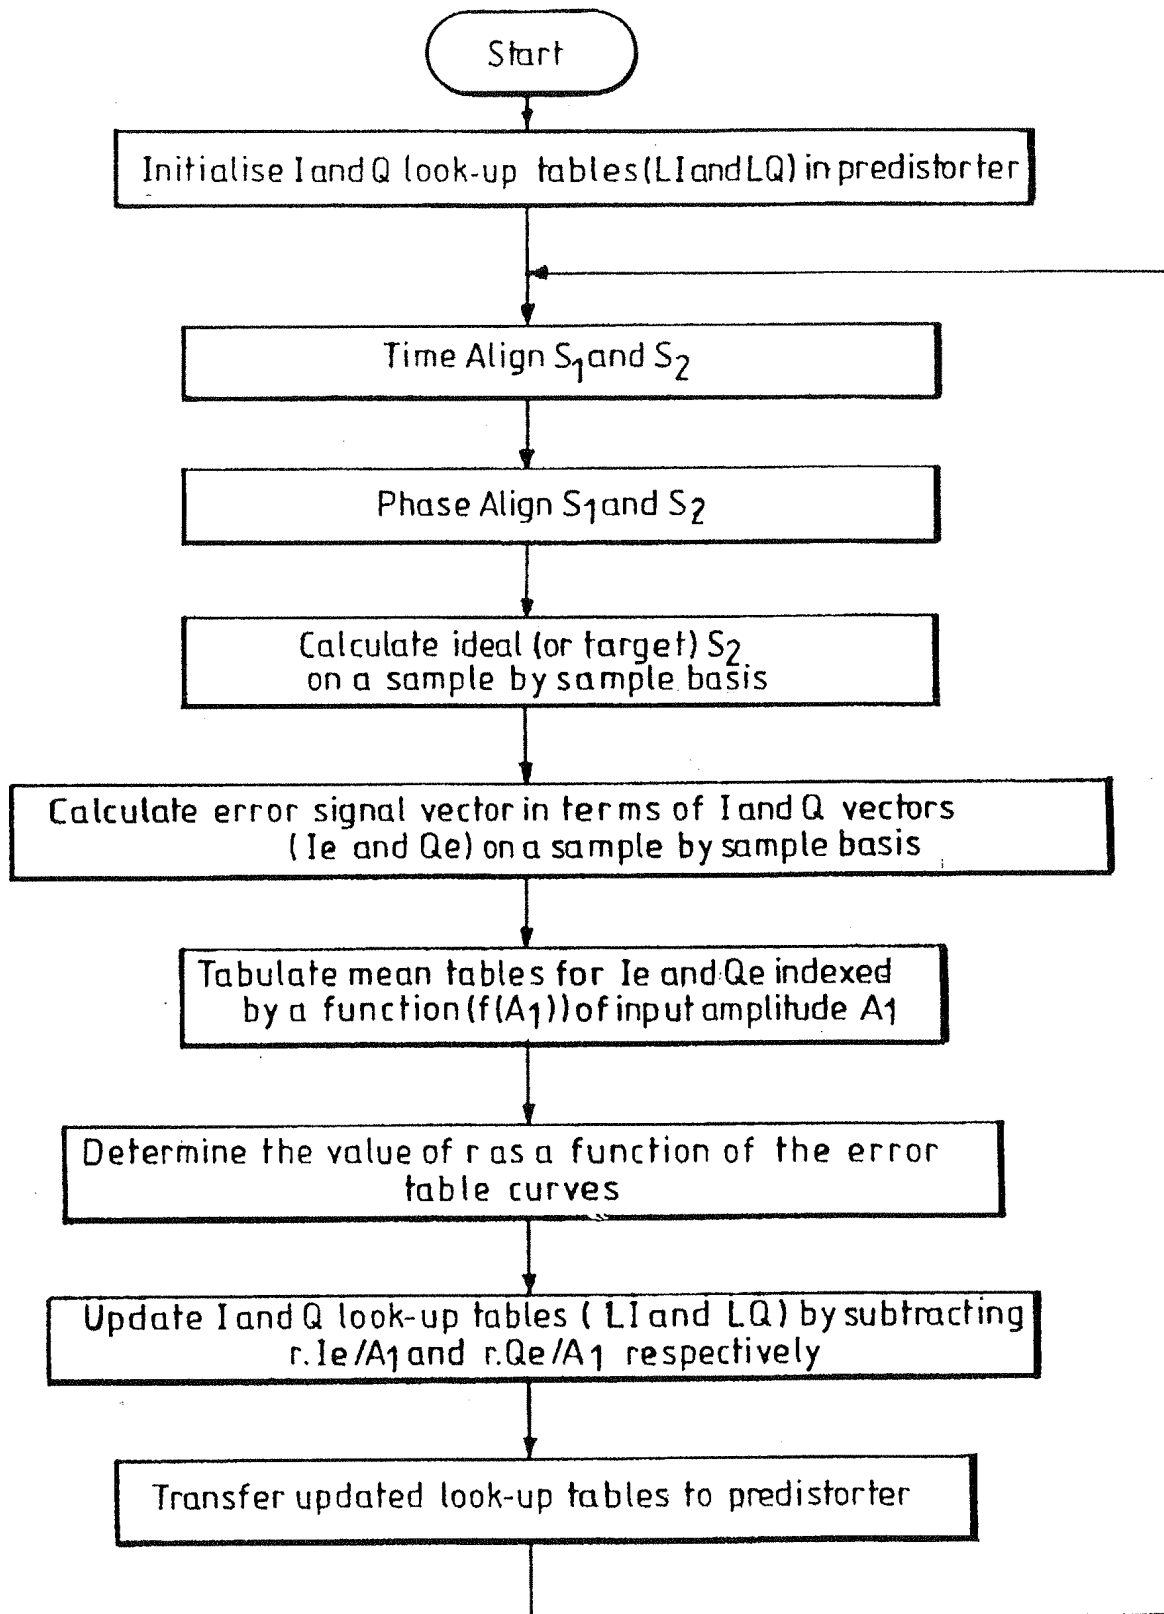 Start
Initialise I and Q look-up tables (LI and LQ) in predistorter
Time Align S1 and S2
Phase Align S1 and S2
Calculate ideal (or target) S2
on a sample by sample basis
Calculate error signal vector in terms of I and Q vectors
(Ie and Qe) on a sample by sample basis
Tabulate mean tables for Ie and Qe indexed
by a function (f(A1)) of input amplitude A1
Determine the value of r as a function of the error
table curves
Update I and Q look-up tables ( LI and LQ) by subtracting
r.Ie/A1 and r.Qe/A1 respectively
Transfer updated look-up tables to predistorter